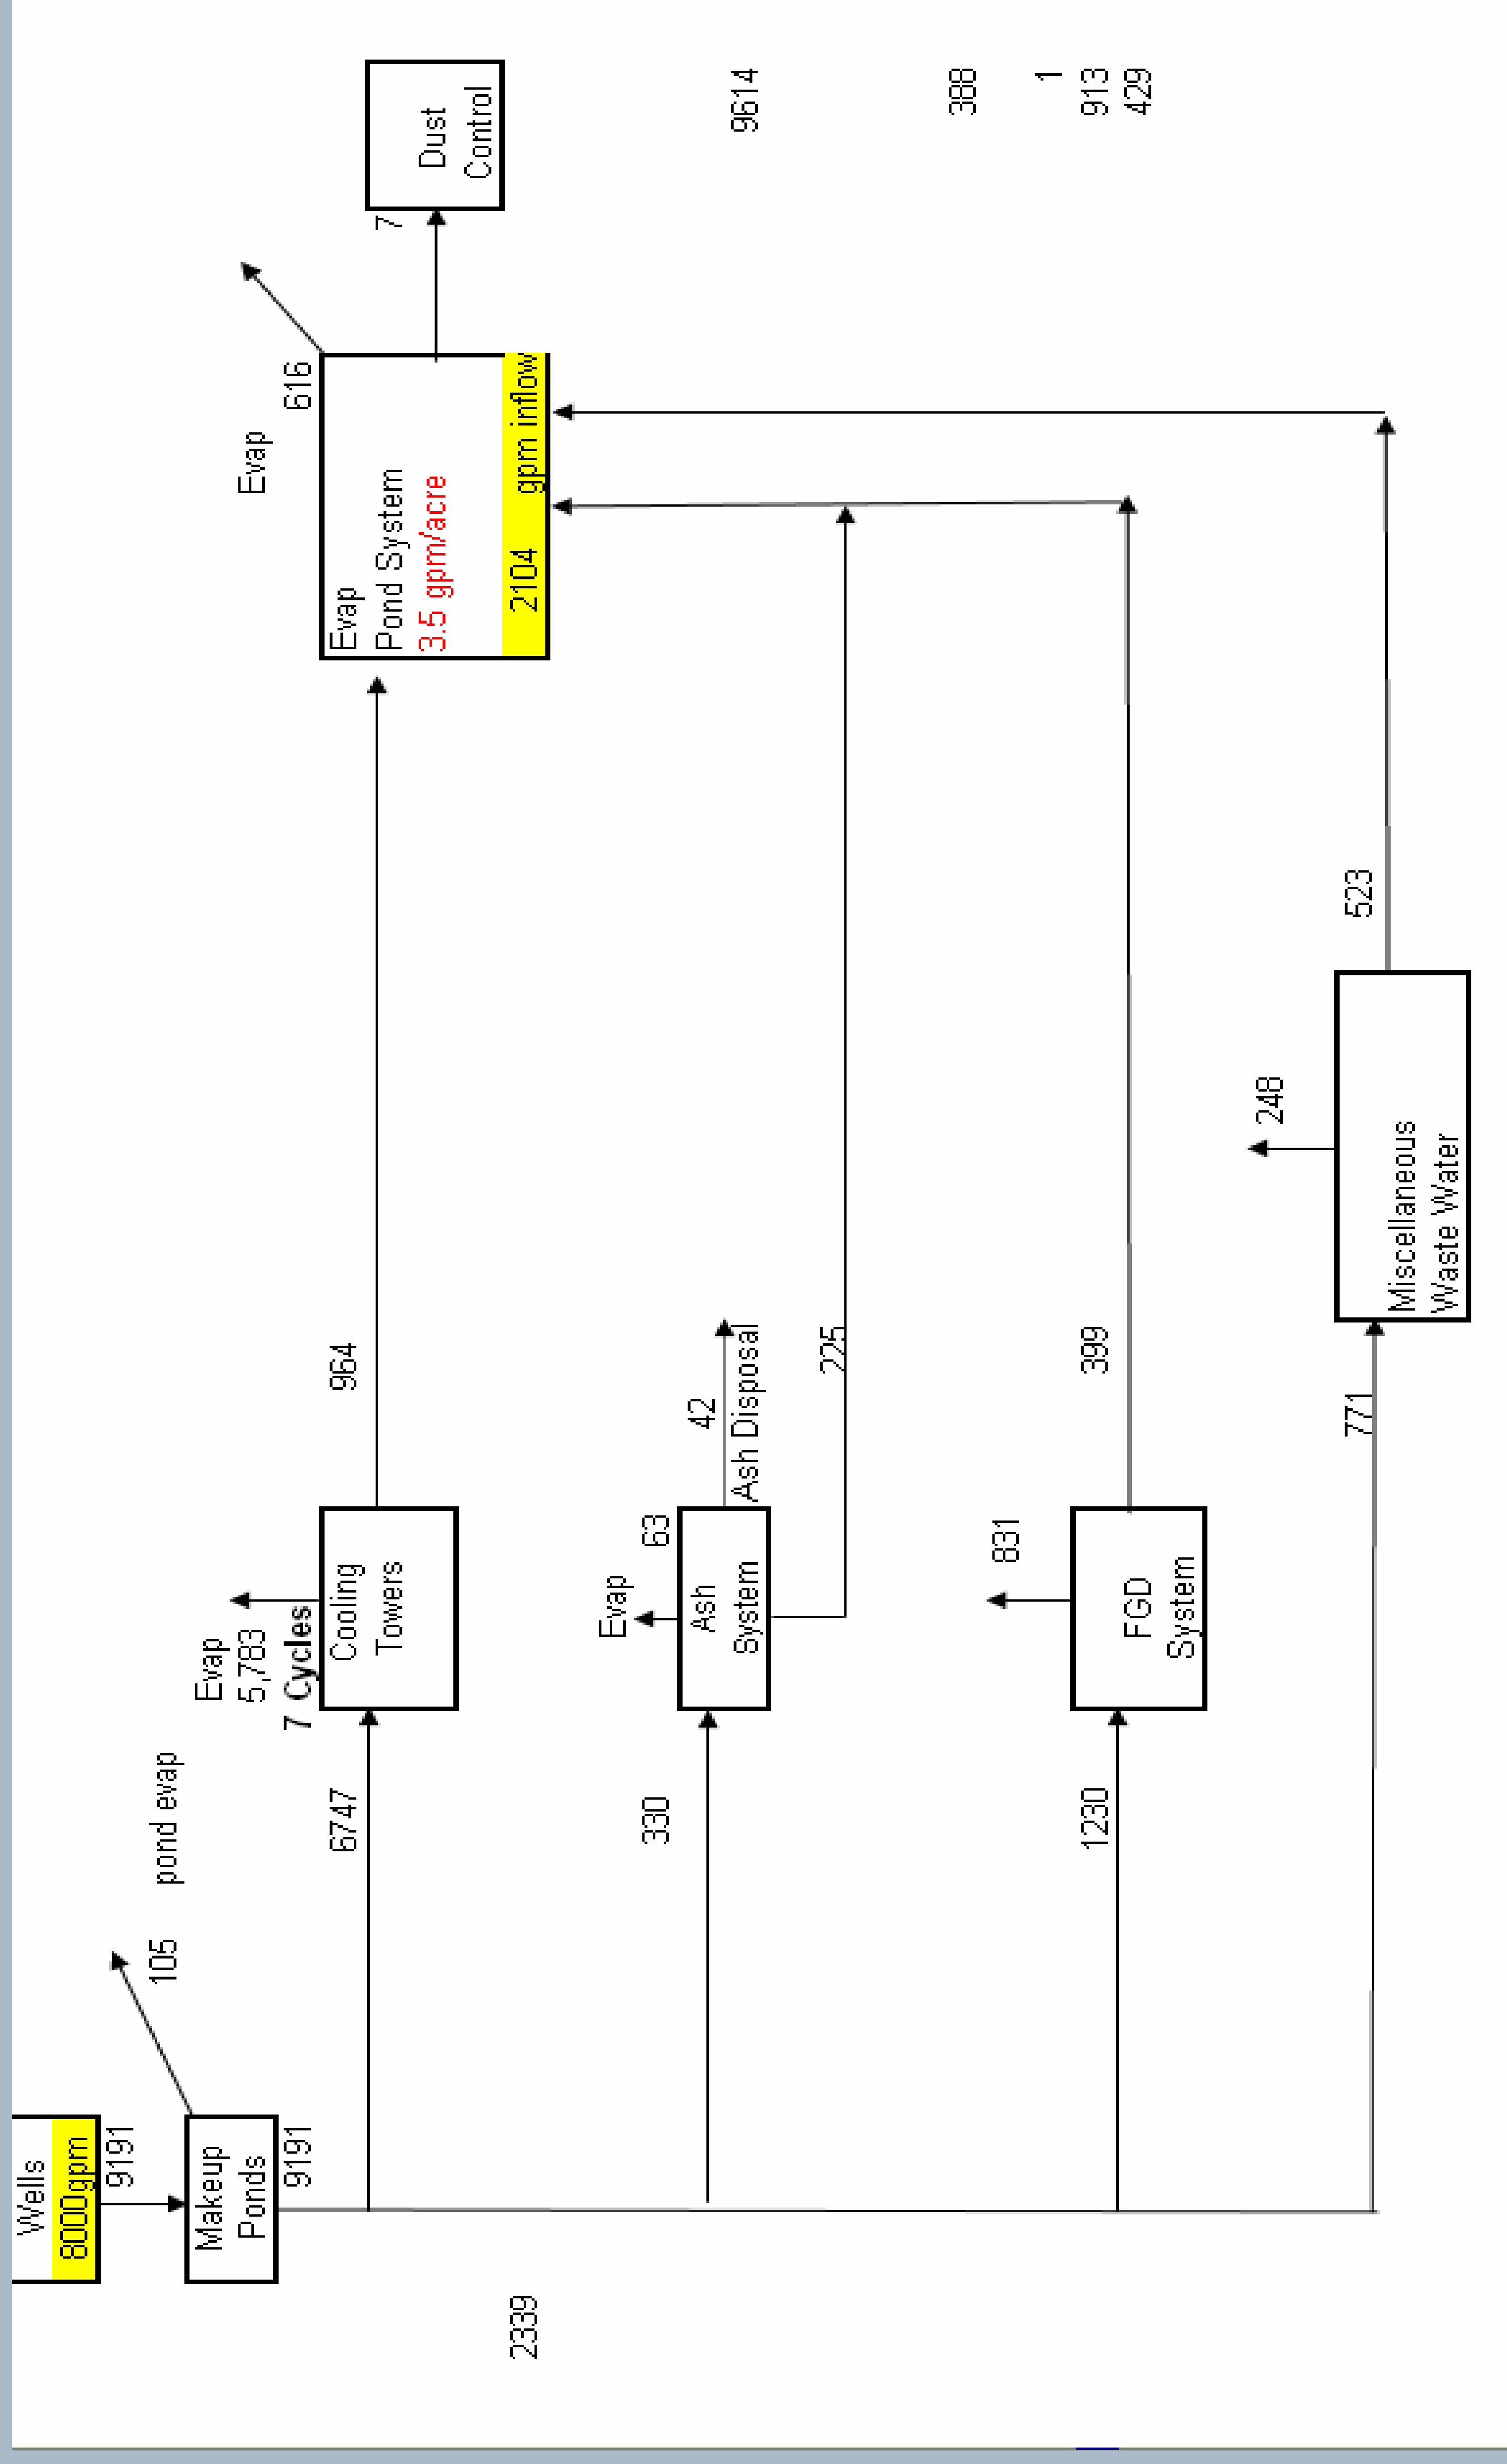 Wells
8000gpm
9191
Makeup
Ponds
9191
105
pond evap
2339
6747
Evap
5,783
7 Cycles
Cooling
Towers
964
Evap
616
Evap
Pond System
3.5 gpm/acre
2104 gpm inflow
7
Dust
Control
330
Evap
63
Ash
System
42
Ash Disposal
225
9614
388
1
913
429
1230
831
FGD
System
399
771
248
Miscellaneous
Waste Water
523